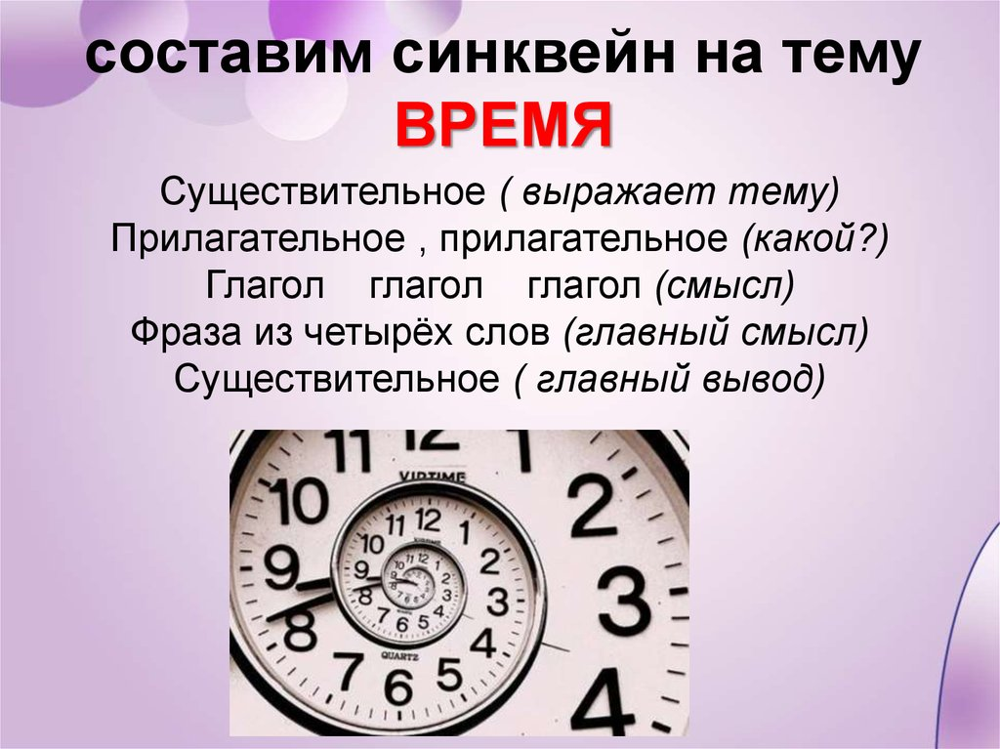 составим синквейн на тему
ВРЕМЯ
Существительное ( выражает тему)
Прилагательное , прилагательное (какой?)
Глагол глагол глагол (смысл)
Фраза из четырёх слов (главный смысл)
Существительное ( главный вывод)
11 12 1
VIRTIME
10 2
11 12 1
10 2
9
9
3
3
8
8
7 6 5 4
QUARTZ
7 6 5 4
4